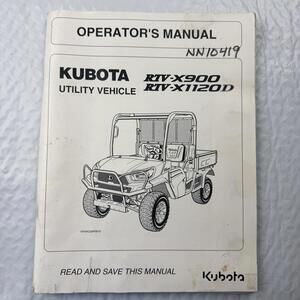 OPERATOR'S MANUAL
NN10419
KUBOTA RTV-X900
UTILITY VEHICLE RTV-X1120D
READ AND SAVE THIS MANUAL
Kubota